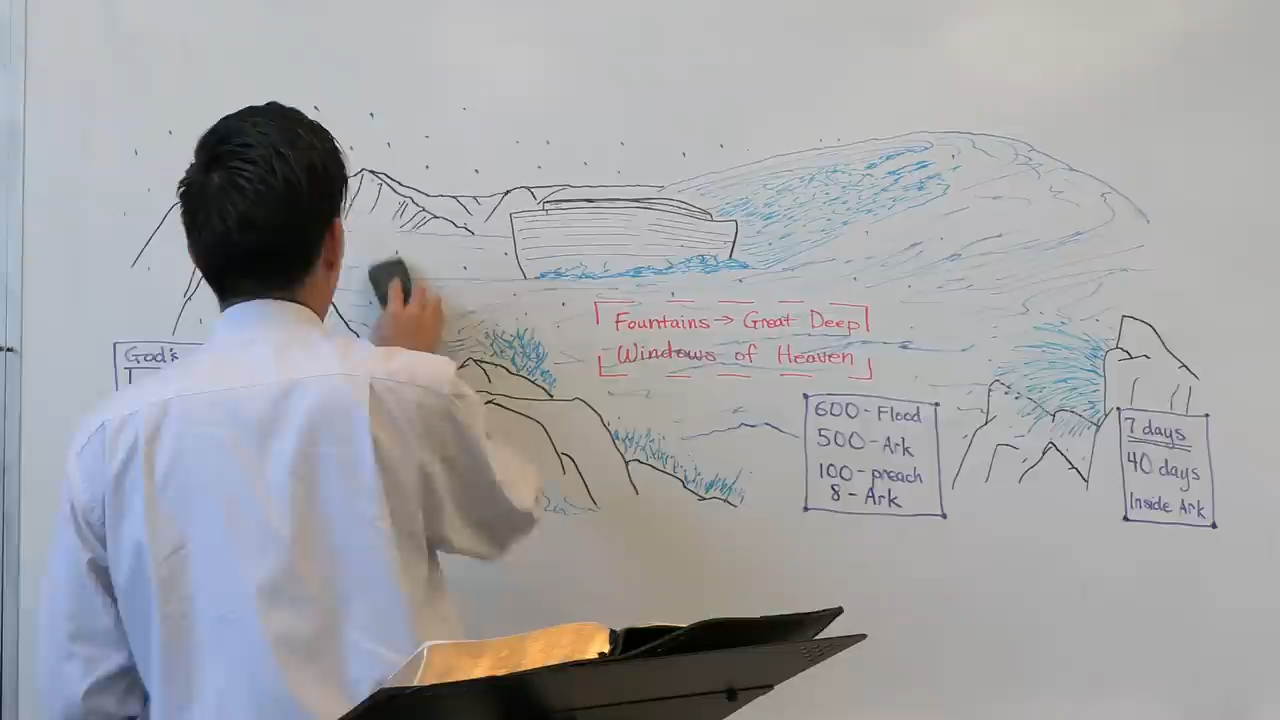 God's
Fountains → Great Deep
Windows of Heaven
600 - Flood
500 - Ark
100 - preach
8 - Ark
7 days
40 days
Inside Ark